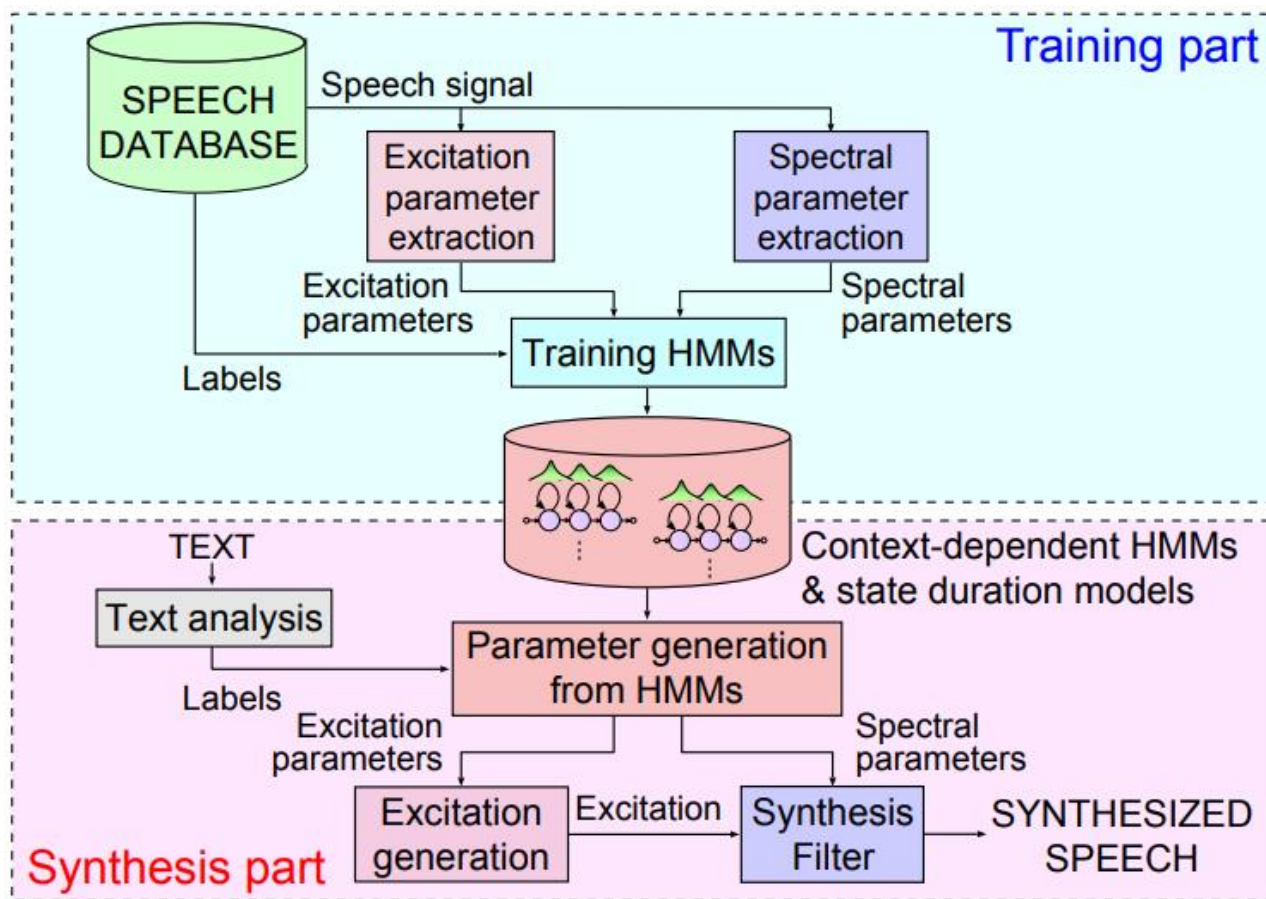 Training part
SPEECH
DATABASE
Speech signal
Excitation
parameter
extraction
Spectral
parameter
extraction
Excitation
parameters
Spectral
parameters
Training HMMs
Labels
Context-dependent HMMs
& state duration models
TEXT
Text analysis
Labels
Parameter generation
from HMMs
Excitation
parameters
Spectral
parameters
Excitation
generation
Excitation
Synthesis
Filter
SYNTHESIZED
SPEECH
Synthesis part